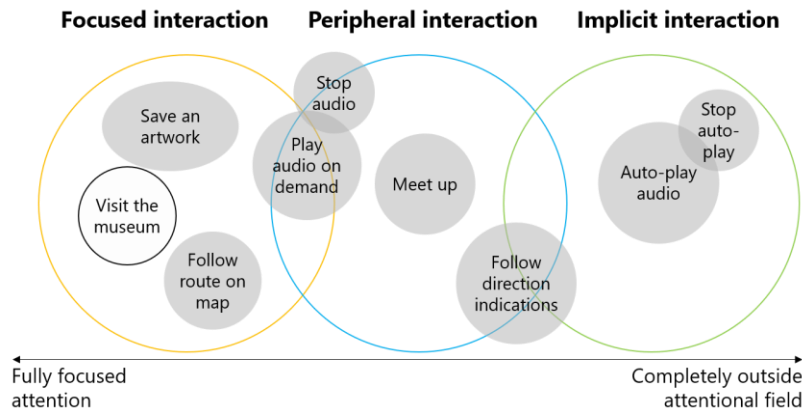 Focused interaction
Peripheral interaction
Implicit interaction
Save an
artwork
Visit the
museum
Follow
route on
map
Stop
audio
Play
audio on
demand
Meet up
Follow
direction
indications
Auto-play
audio
Stop
auto-
play
Fully focused
attention
Completely outside
attentional field